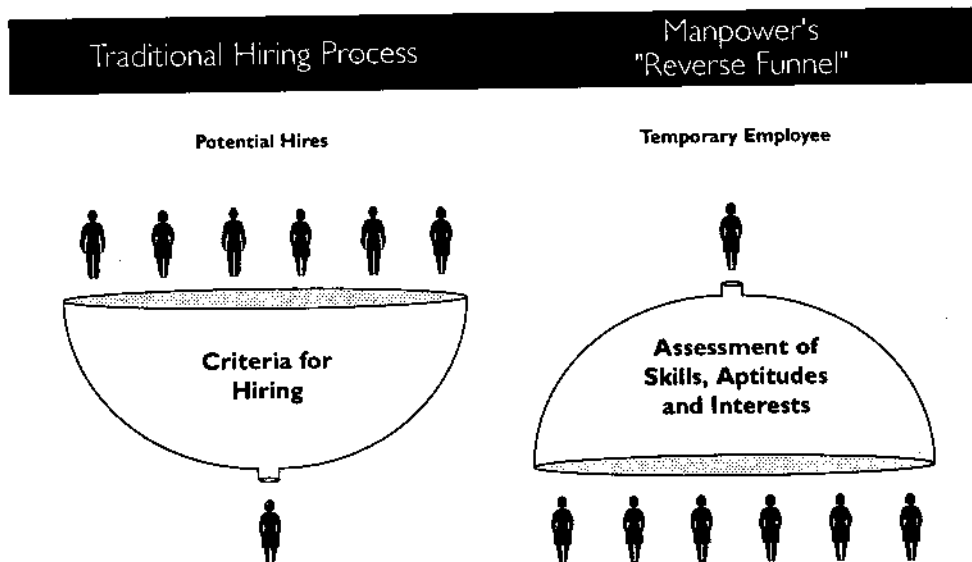 Traditional Hiring Process
Manpower's
"Reverse Funnel"
Potential Hires
Temporary Employee
Criteria for
Hiring
Assessment of
Skills, Aptitudes
and Interests